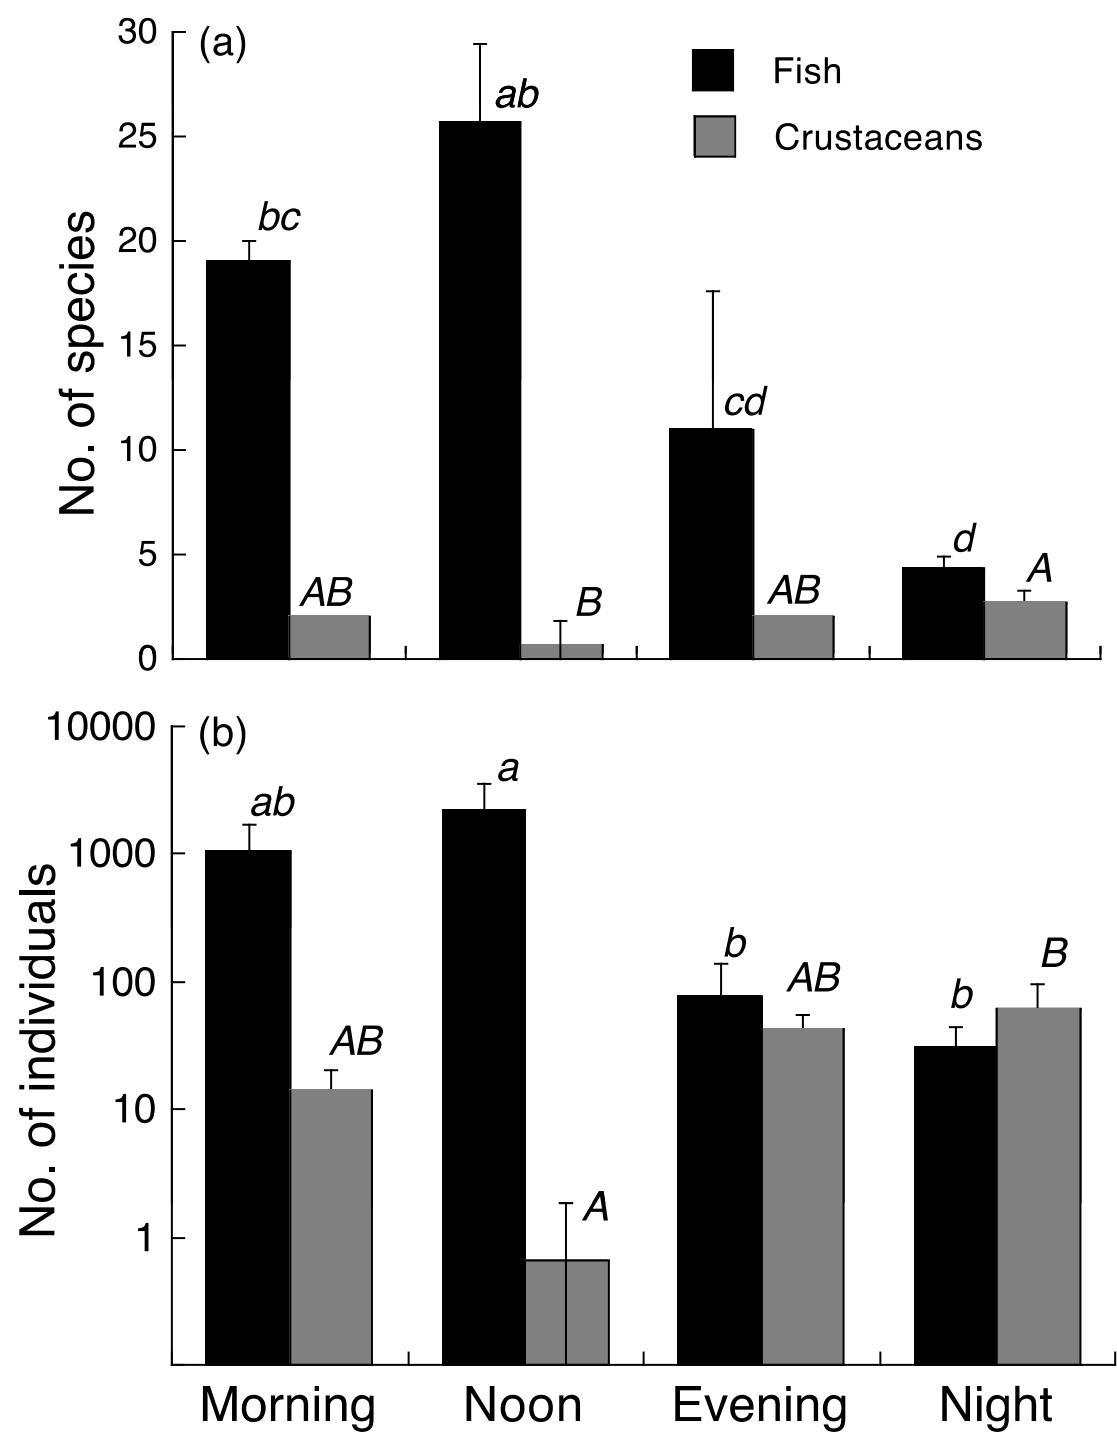 30
(a)
25
20
15
10
5
0
No. of species
Fish
Crustaceans
bc
AB
ab
B
cd
AB
d
A
10000
(b)
1000
100
10
1
No. of individuals
ab
AB
a
A
b
AB
b
B
Morning Noon Evening Night